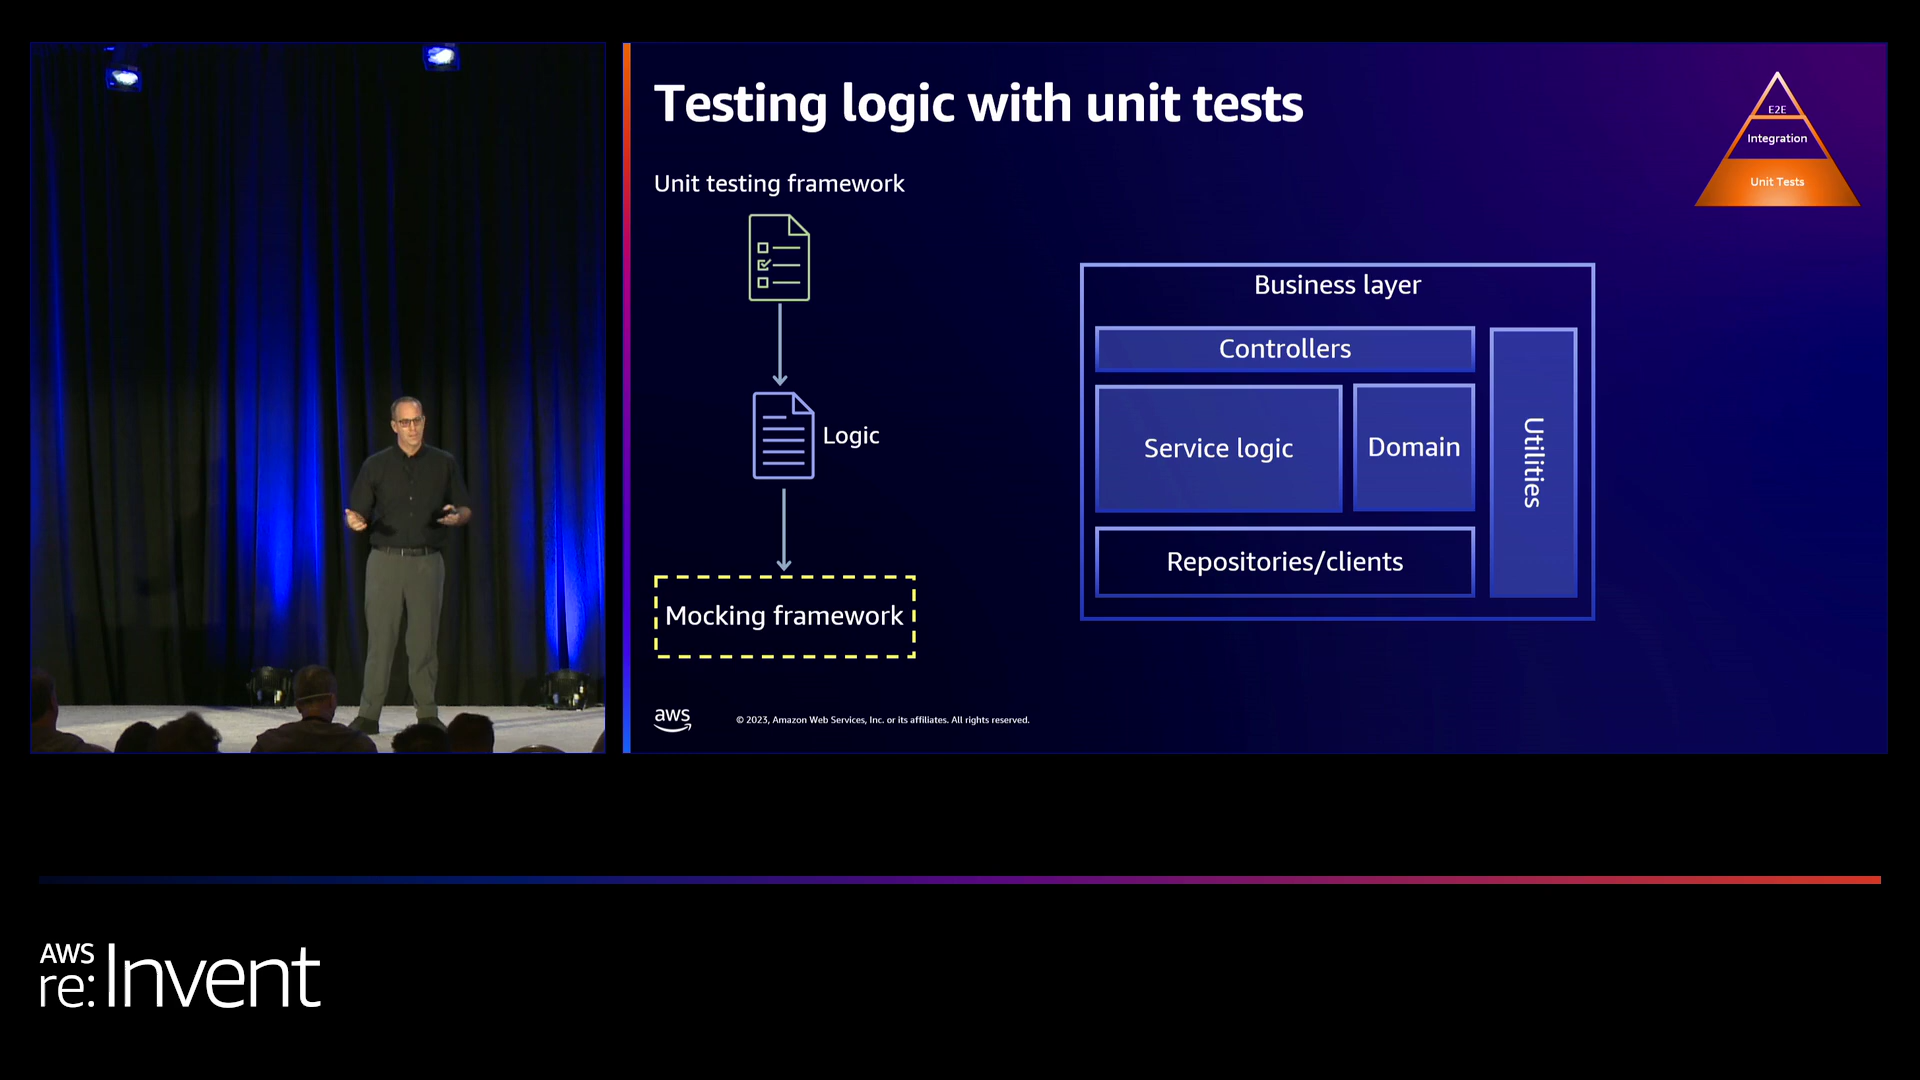 Testing logic with unit tests
E2E
Integration
Unit Tests
Unit testing framework
Logic
Mocking framework
Business layer
Controllers
Service logic
Domain
Utilities
Repositories/clients
aws
© 2023, Amazon Web Services, Inc. or its affiliates. All rights reserved.
AWS
re:Invent